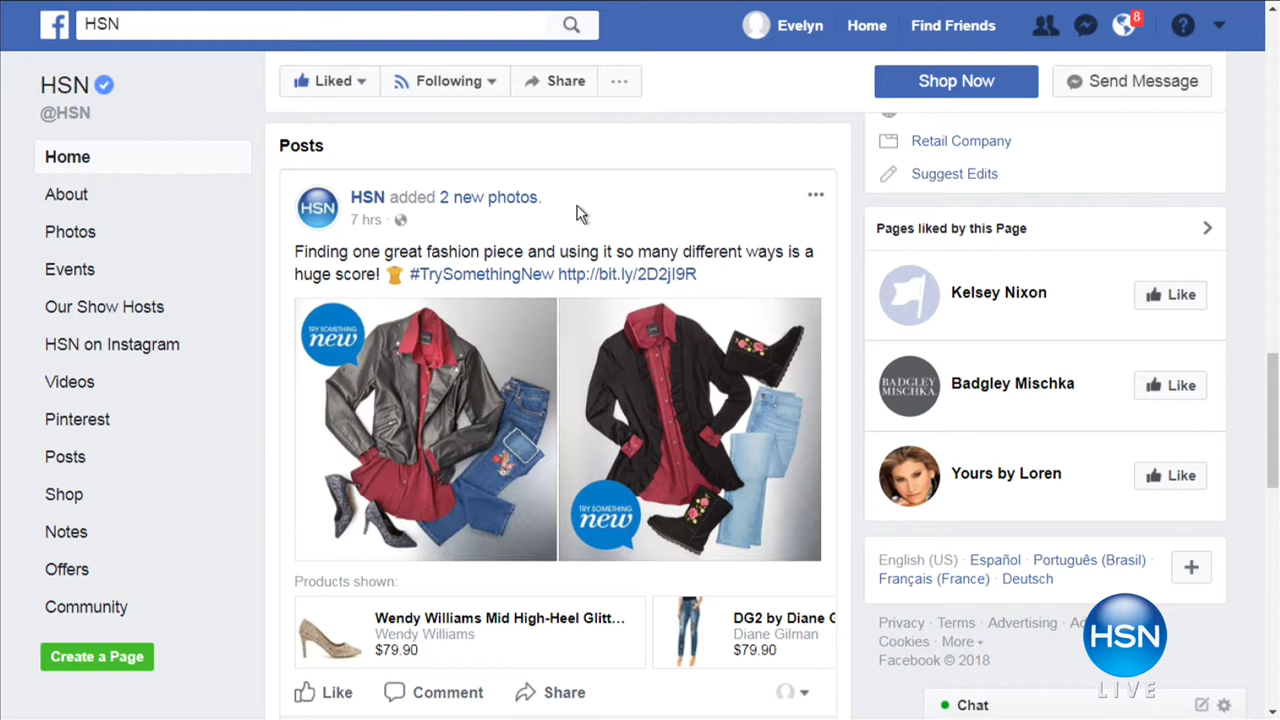 HSN
Evelyn
Home
Find Friends
8
HSN
@HSN
Home
About
Photos
Events
Our Show Hosts
HSN on Instagram
Videos
Pinterest
Posts
Shop
Notes
Offers
Community
Create a Page
Liked
Following
Share
Shop Now
Send Message
Posts
HSN
HSN added 2 new photos.
7 hrs ·
Finding one great fashion piece and using it so many different ways is a
huge score! #TrySomethingNew http://bit.ly/2D2jI9R
TRY SOMETHING
new
TRY SOMETHING
new
Products shown:
Wendy Williams Mid High-Heel Glitt...
Wendy Williams
$79.90
DG2 by Diane G
Diane Gilman
$79.90
Like
Comment
Share
Retail Company
Suggest Edits
Pages liked by this Page
Kelsey Nixon
Like
BADGLEY
MISCHKA
Badgley Mischka
Like
Yours by Loren
Like
English (US) · Español · Português (Brasil) ·
Français (France) · Deutsch
Privacy · Terms · Advertising ·
Cookies · More
Facebook © 2018
HSN
LIVE
Chat